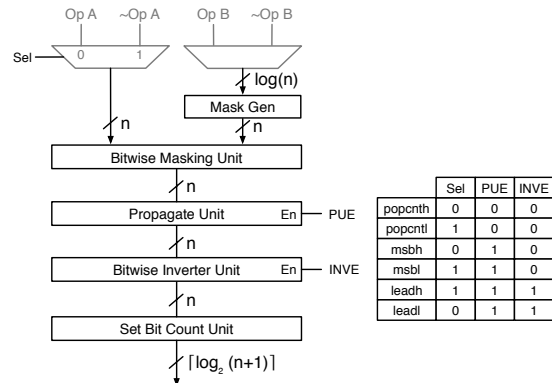 Op A ~Op A Op B ~Op B
Sel 0 1
log(n)
Mask Gen
n n
Bitwise Masking Unit
n
Propagate Unit En PUE
n
Bitwise Inverter Unit En INVE
n
Set Bit Count Unit
⌈log₂ (n+1)⌉
Sel PUE INVE
popcnth 0 0 0
popcntl 1 0 0
msbh 0 1 0
msbl 1 1 0
leadh 1 1 1
leadl 0 1 1